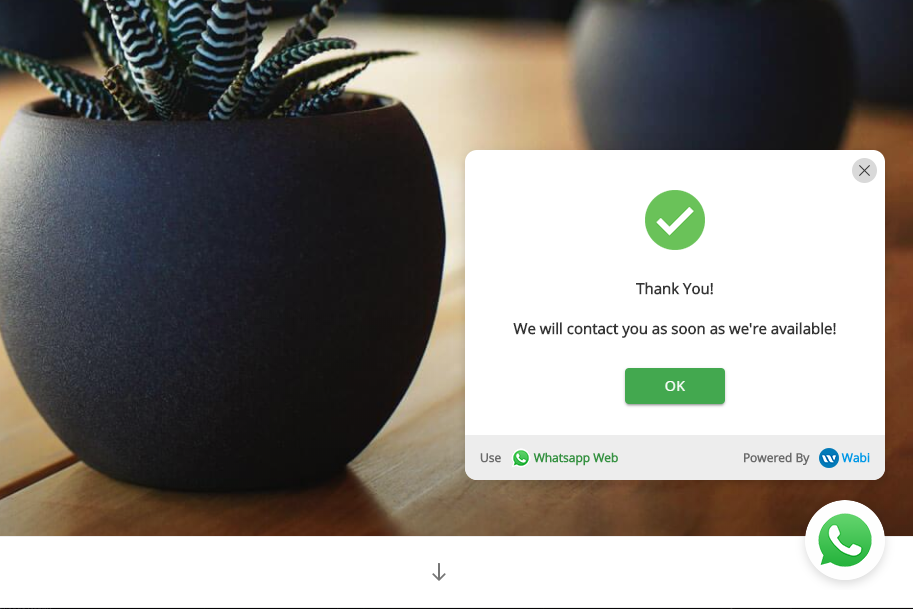 Thank You!
We will contact you as soon as we're available!
OK
Use Whatsapp Web
Powered By Wabi